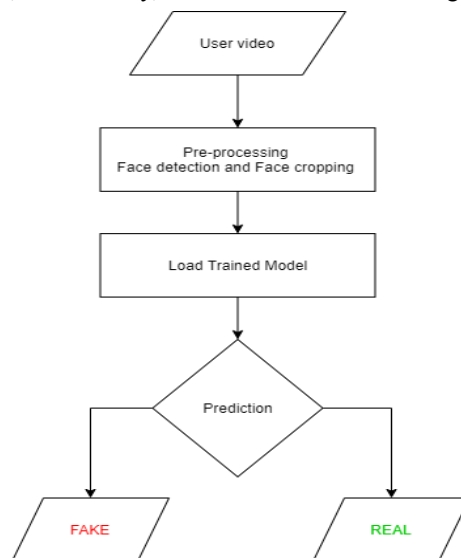 User video
Pre-processing
Face detection and Face cropping
Load Trained Model
Prediction
FAKE
REAL